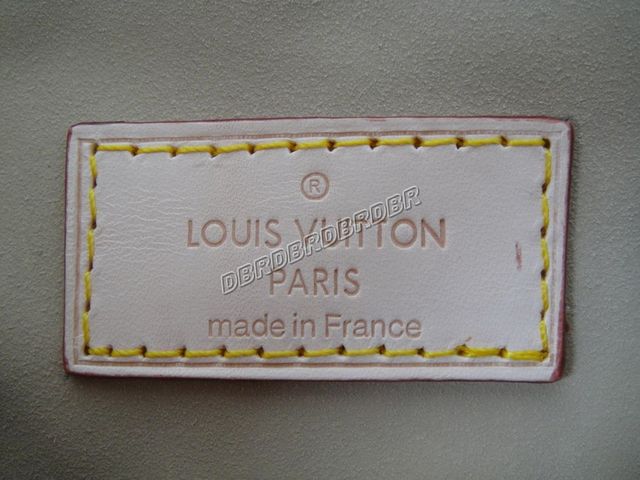 ®
LOUIS VUITTON
DBRDBRDBRDBR
PARIS
made in France